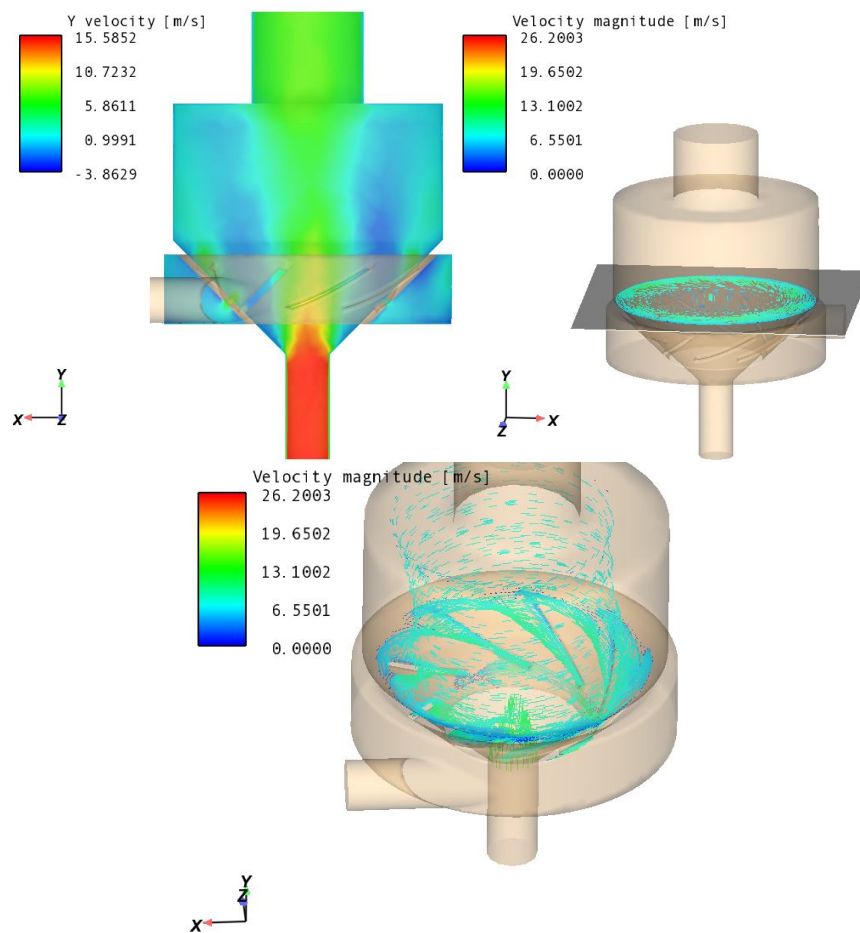 Y velocity [m/s]
15.5852
10.7232
5.8611
0.9991
-3.8629
Velocity magnitude [m/s]
26.2003
19.6502
13.1002
6.5501
0.0000
Y
X
Z
Y
X
Z
Velocity magnitude [m/s]
26.2003
19.6502
13.1002
6.5501
0.0000
Y
Z
X